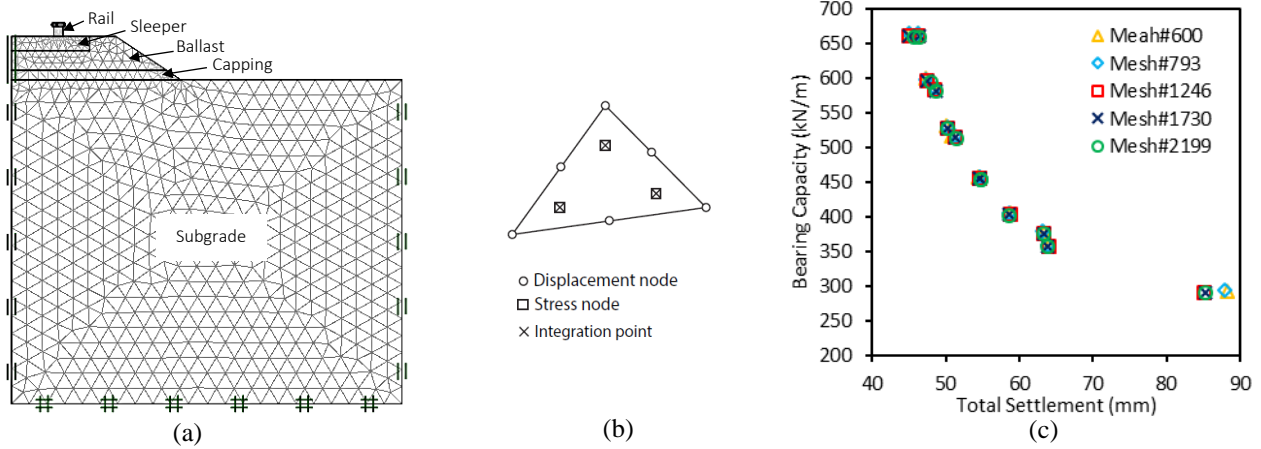 Rail
Sleeper
Ballast
Capping
Subgrade
(a)
Displacement node
Stress node
Integration point
(b)
Bearing Capacity (kN/m)
700
650
600
550
500
450
400
350
300
250
200
Meah#600
Mesh#793
Mesh#1246
Mesh#1730
Mesh#2199
40 50 60 70 80 90
Total Settlement (mm)
(c)